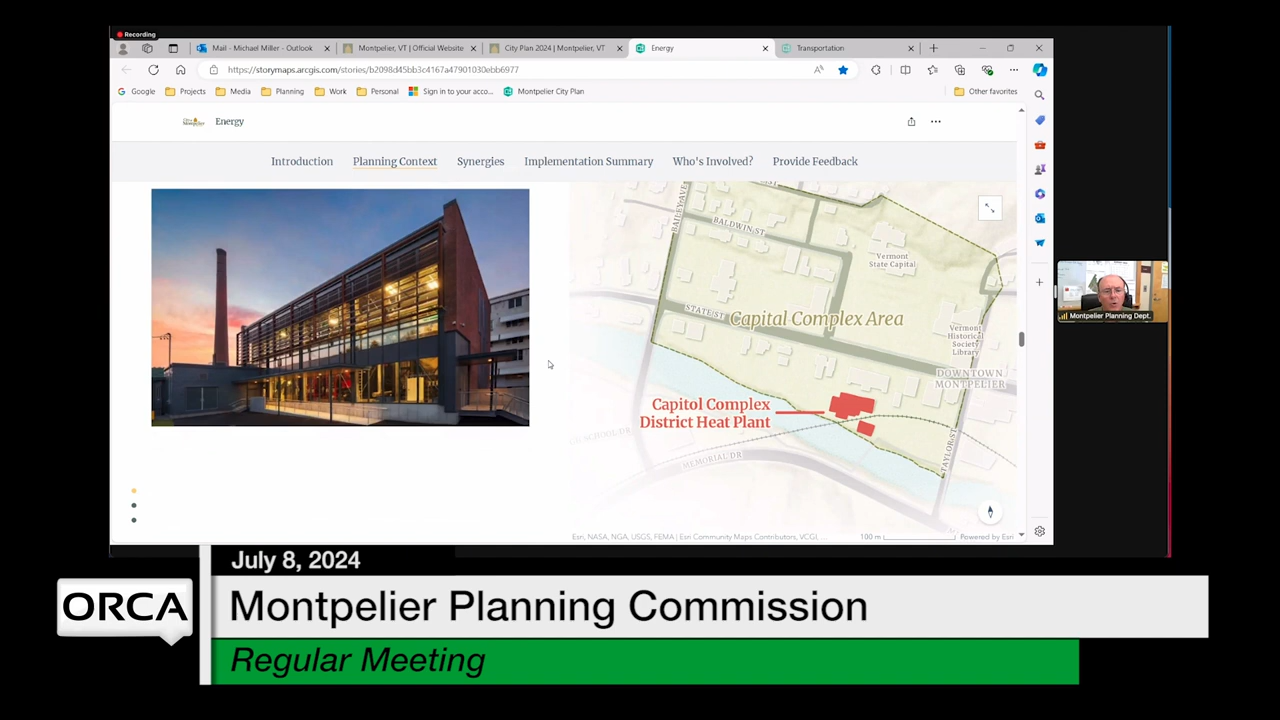 Recording
Mail - Michael Miller - Outlook
Montpelier, VT | Official Website
City Plan 2024 | Montpelier, VT
Energy
Transportation
https://storymaps.arcgis.com/stories/b2098d45bb3c4167a47901030ebb6977
Google
Projects
Media
Planning
Work
Personal
Sign in to your acco...
Montpelier City Plan
Other favorites
Energy
Introduction
Planning Context
Synergies
Implementation Summary
Who's Involved?
Provide Feedback
BAILEY AVE
BALDWIN ST
Vermont
State Capital
STATE ST
Capital Complex Area
Vermont
Historical
Society
Library
DOWNTOWN
MONTPELIER
Capitol Complex
District Heat Plant
SCHOOL DR
MEMORIAL DR
TAYLOR ST
Esri, NASA, NGA, USGS, FEMA | Esri Community Maps Contributors, VCGI, ...
100 m
Powered by Esri
Montpelier Planning Dept.
July 8, 2024
ORCA
Montpelier Planning Commission
Regular Meeting